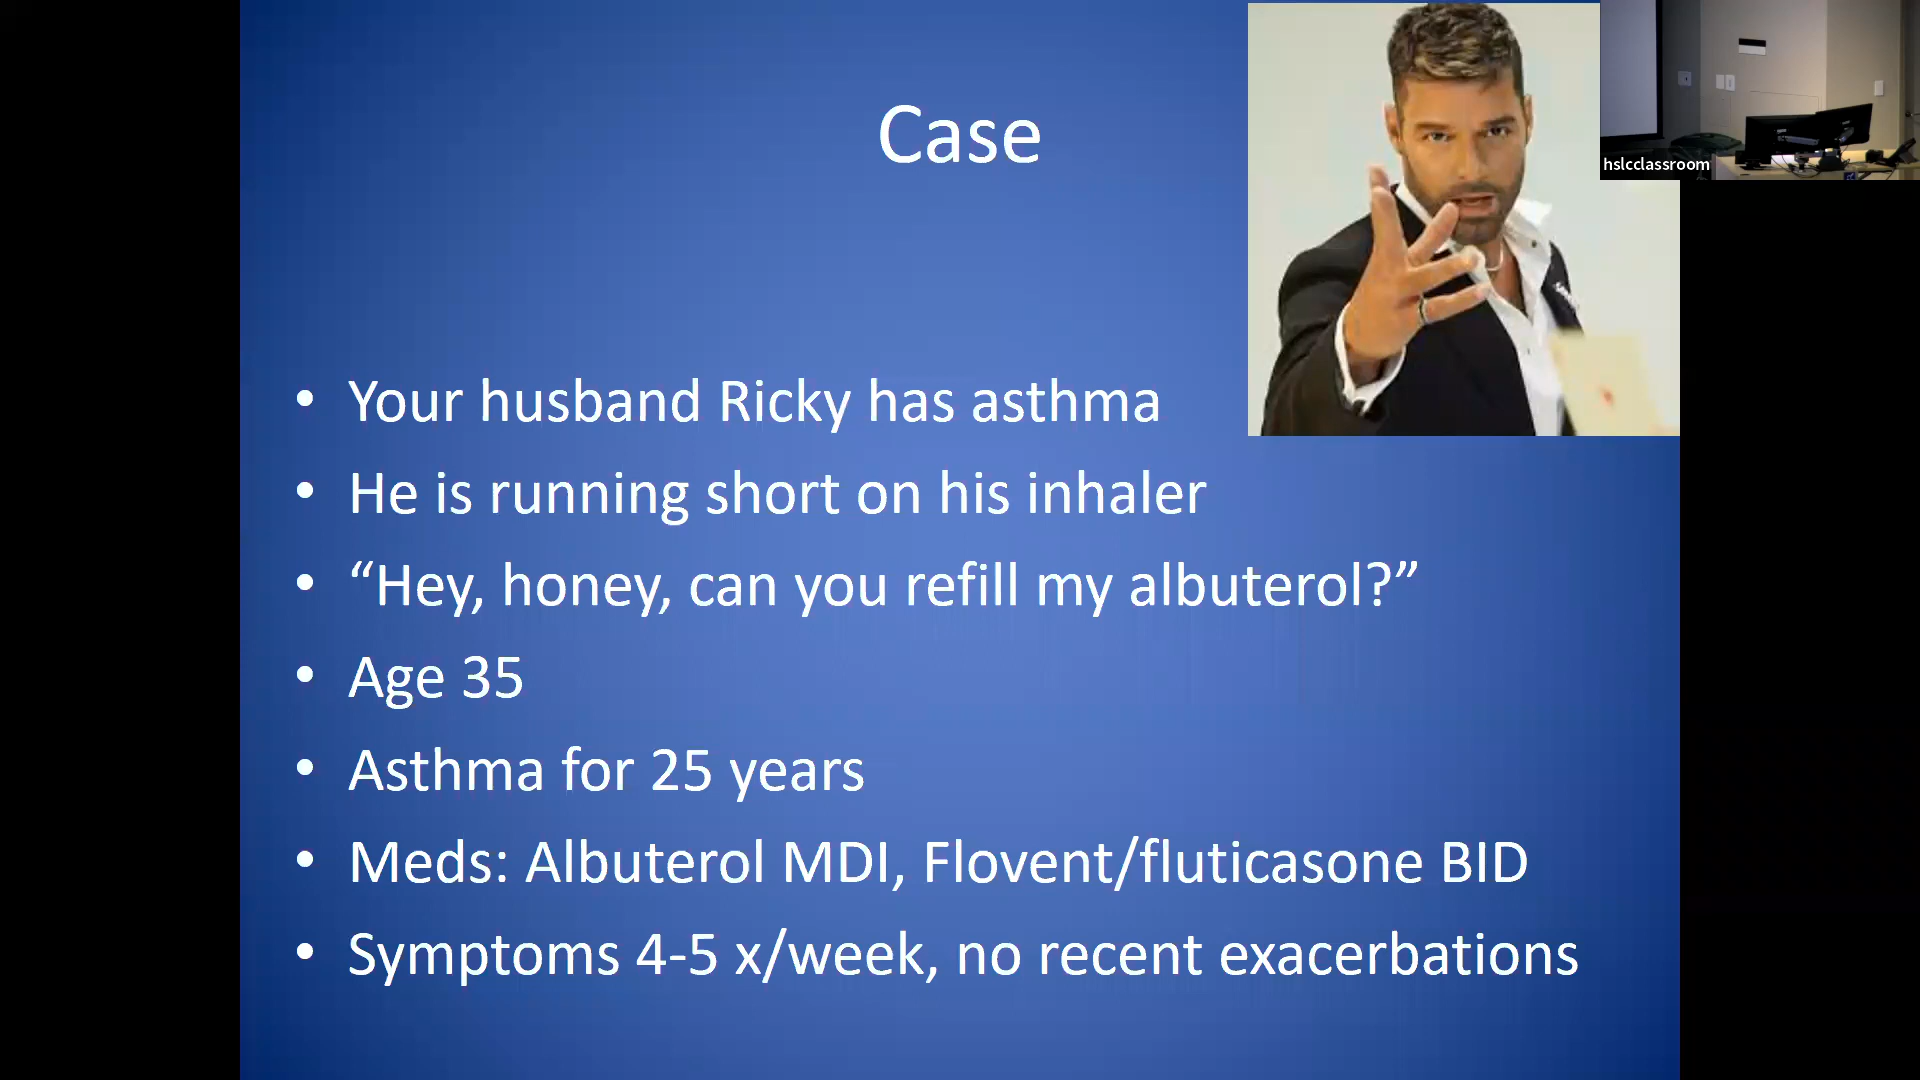 Case
hslcclassroom
• Your husband Ricky has asthma
• He is running short on his inhaler
• “Hey, honey, can you refill my albuterol?”
• Age 35
• Asthma for 25 years
• Meds: Albuterol MDI, Flovent/fluticasone BID
• Symptoms 4-5 x/week, no recent exacerbations